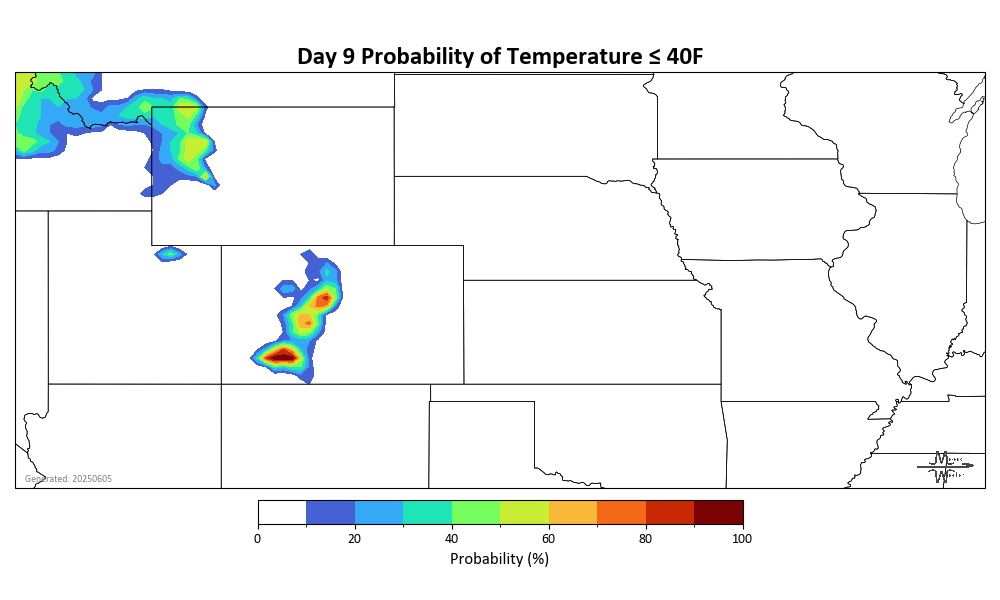 Day 9 Probability of Temperature ≤ 40F
Generated: 20250605
0 20 40 60 80 100
Probability (%)